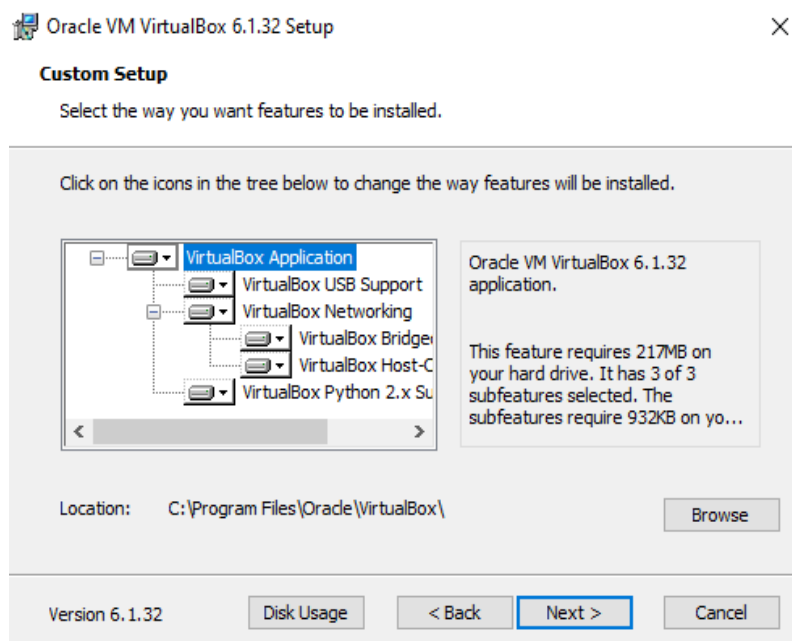 Oracle VM VirtualBox 6.1.32 Setup
Custom Setup
Select the way you want features to be installed.
Click on the icons in the tree below to change the way features will be installed.
VirtualBox Application
VirtualBox USB Support
VirtualBox Networking
VirtualBox Bridge
VirtualBox Host-C
VirtualBox Python 2.x Su
Oracle VM VirtualBox 6.1.32
application.
This feature requires 217MB on
your hard drive. It has 3 of 3
subfeatures selected. The
subfeatures require 932KB on yo...
Location: C:\Program Files\Oracle\VirtualBox\
Browse
Version 6.1.32
Disk Usage
< Back
Next >
Cancel